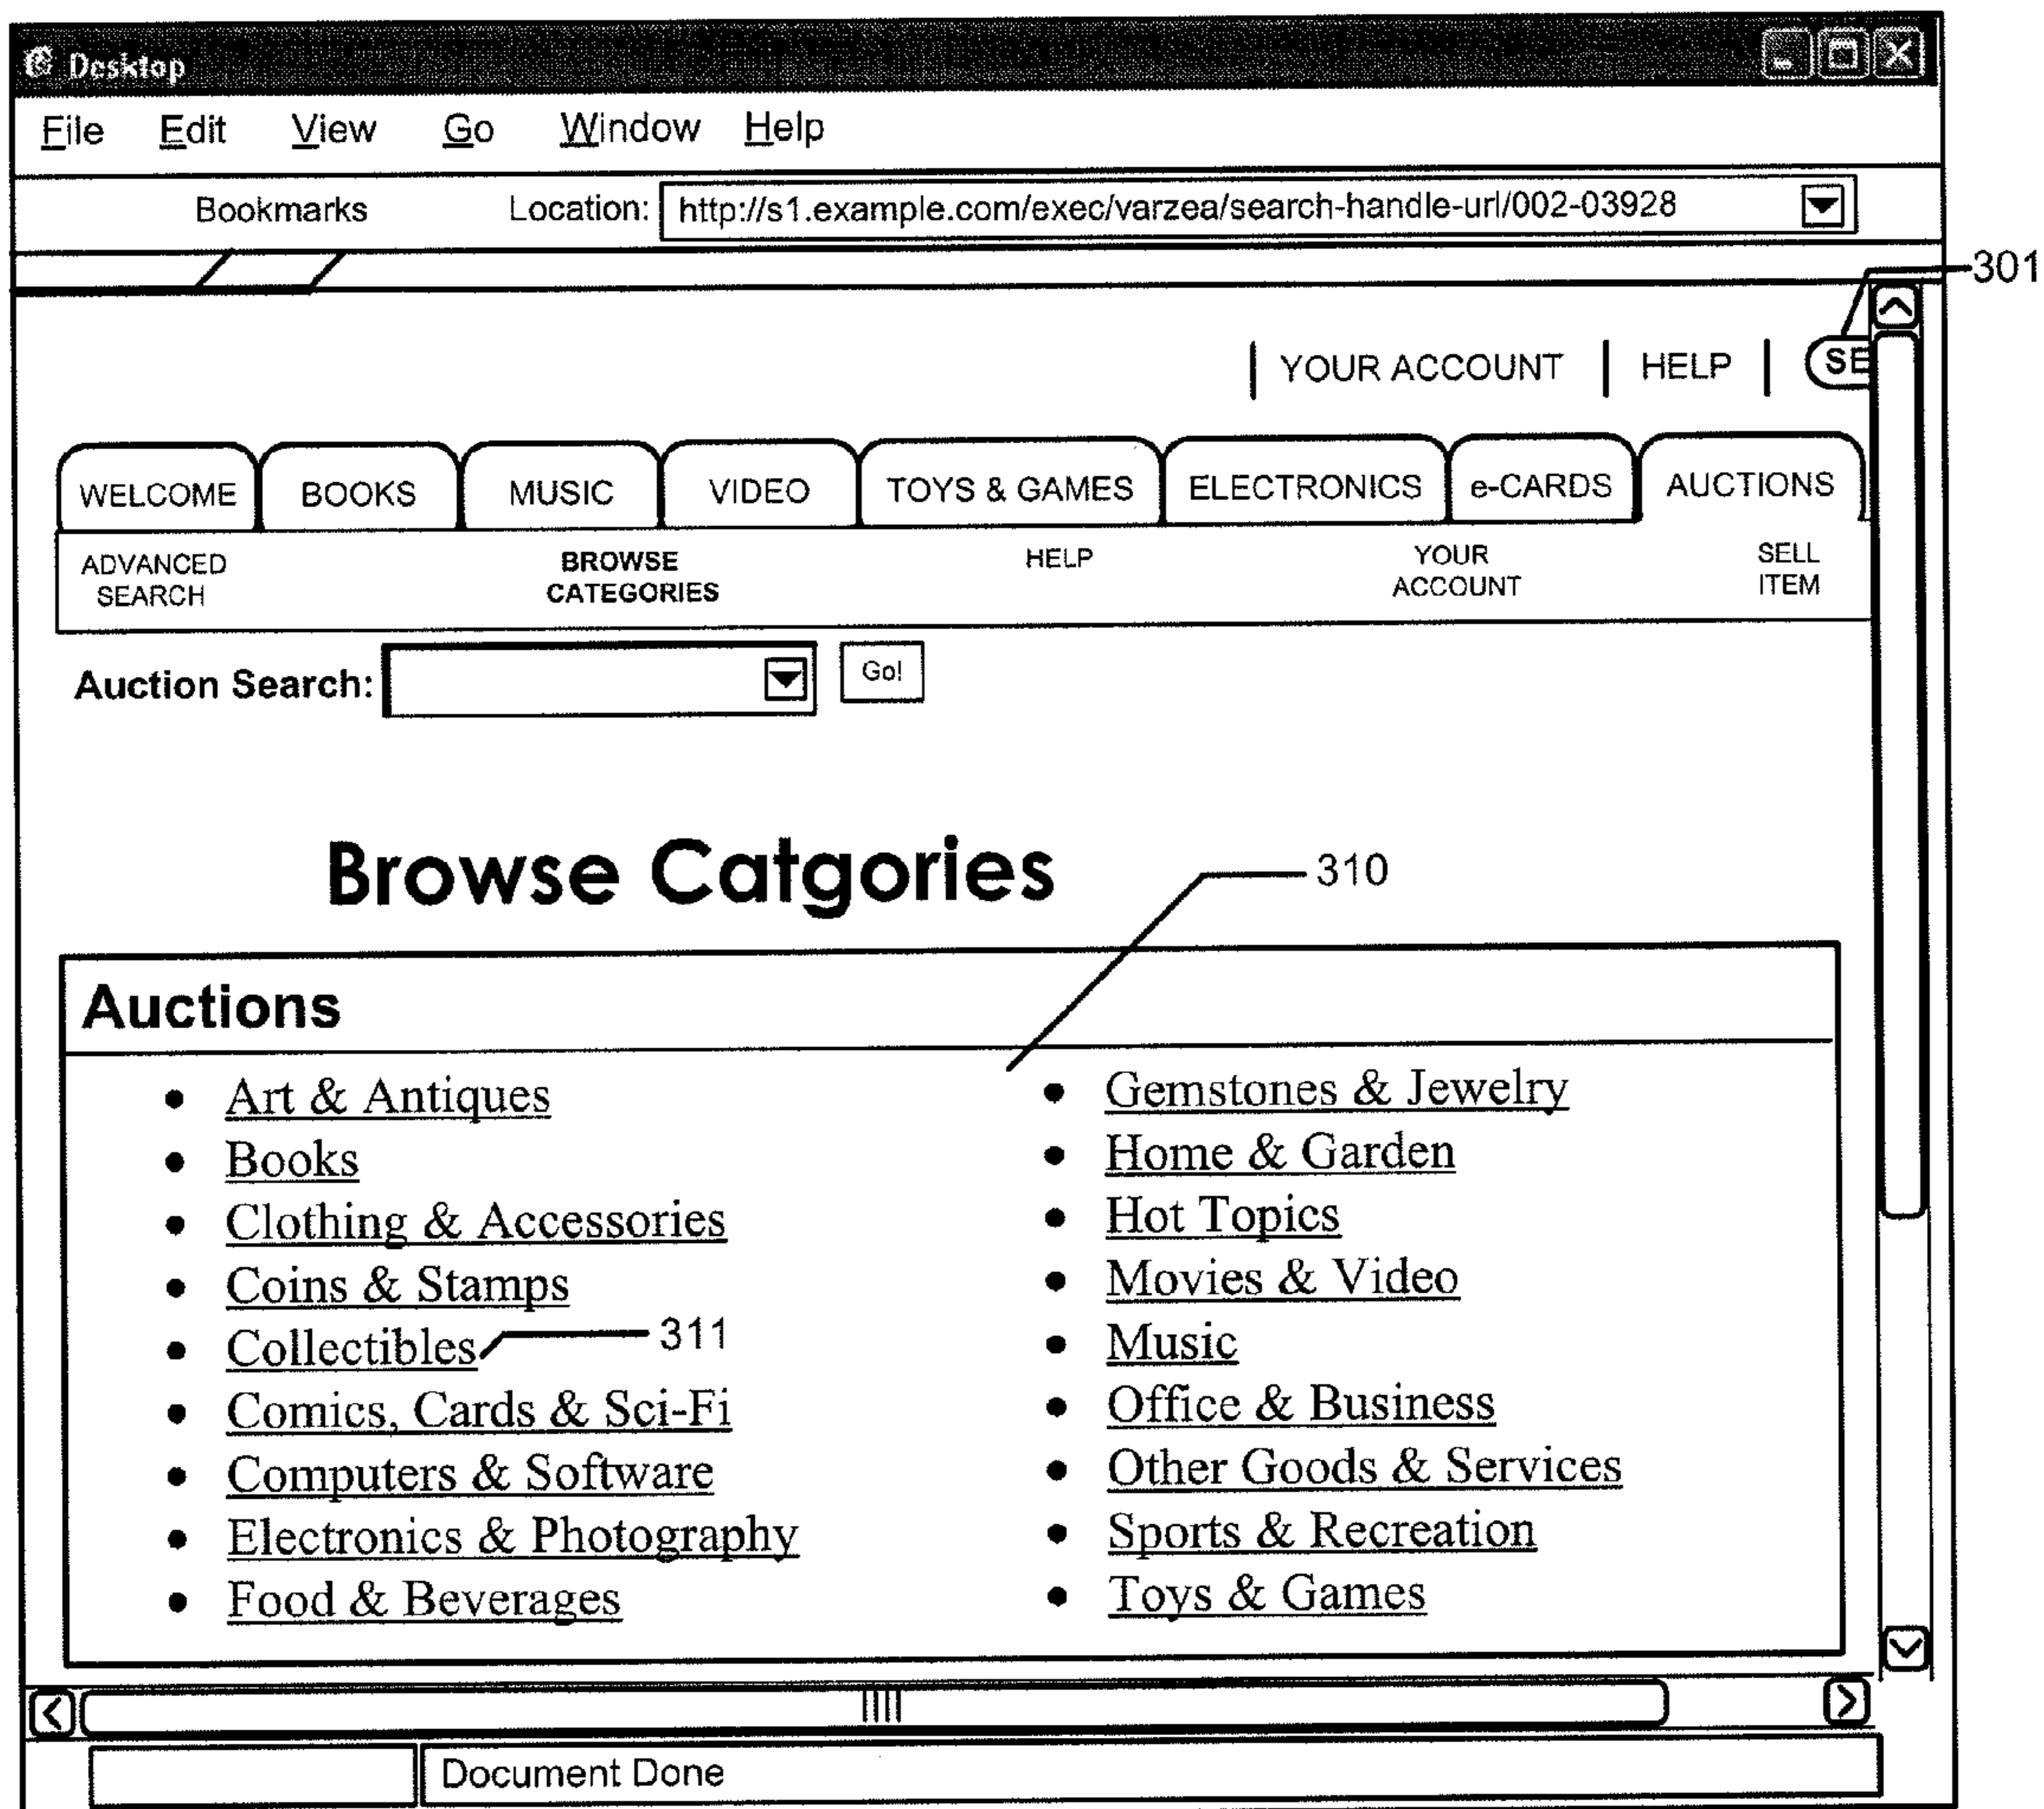 Desktop
File Edit View Go Window Help
Bookmarks Location: http://s1.example.com/exec/varzea/search-handle-url/002-03928
301
YOUR ACCOUNT | HELP | SE
WELCOME BOOKS MUSIC VIDEO TOYS & GAMES ELECTRONICS e-CARDS AUCTIONS
ADVANCED SEARCH BROWSE CATEGORIES HELP YOUR ACCOUNT SELL ITEM
Auction Search: Go!
Browse Catgories
310
Auctions
• Art & Antiques
• Books
• Clothing & Accessories
• Coins & Stamps
• Collectibles 311
• Comics, Cards & Sci-Fi
• Computers & Software
• Electronics & Photography
• Food & Beverages
• Gemstones & Jewelry
• Home & Garden
• Hot Topics
• Movies & Video
• Music
• Office & Business
• Other Goods & Services
• Sports & Recreation
• Toys & Games
Document Done